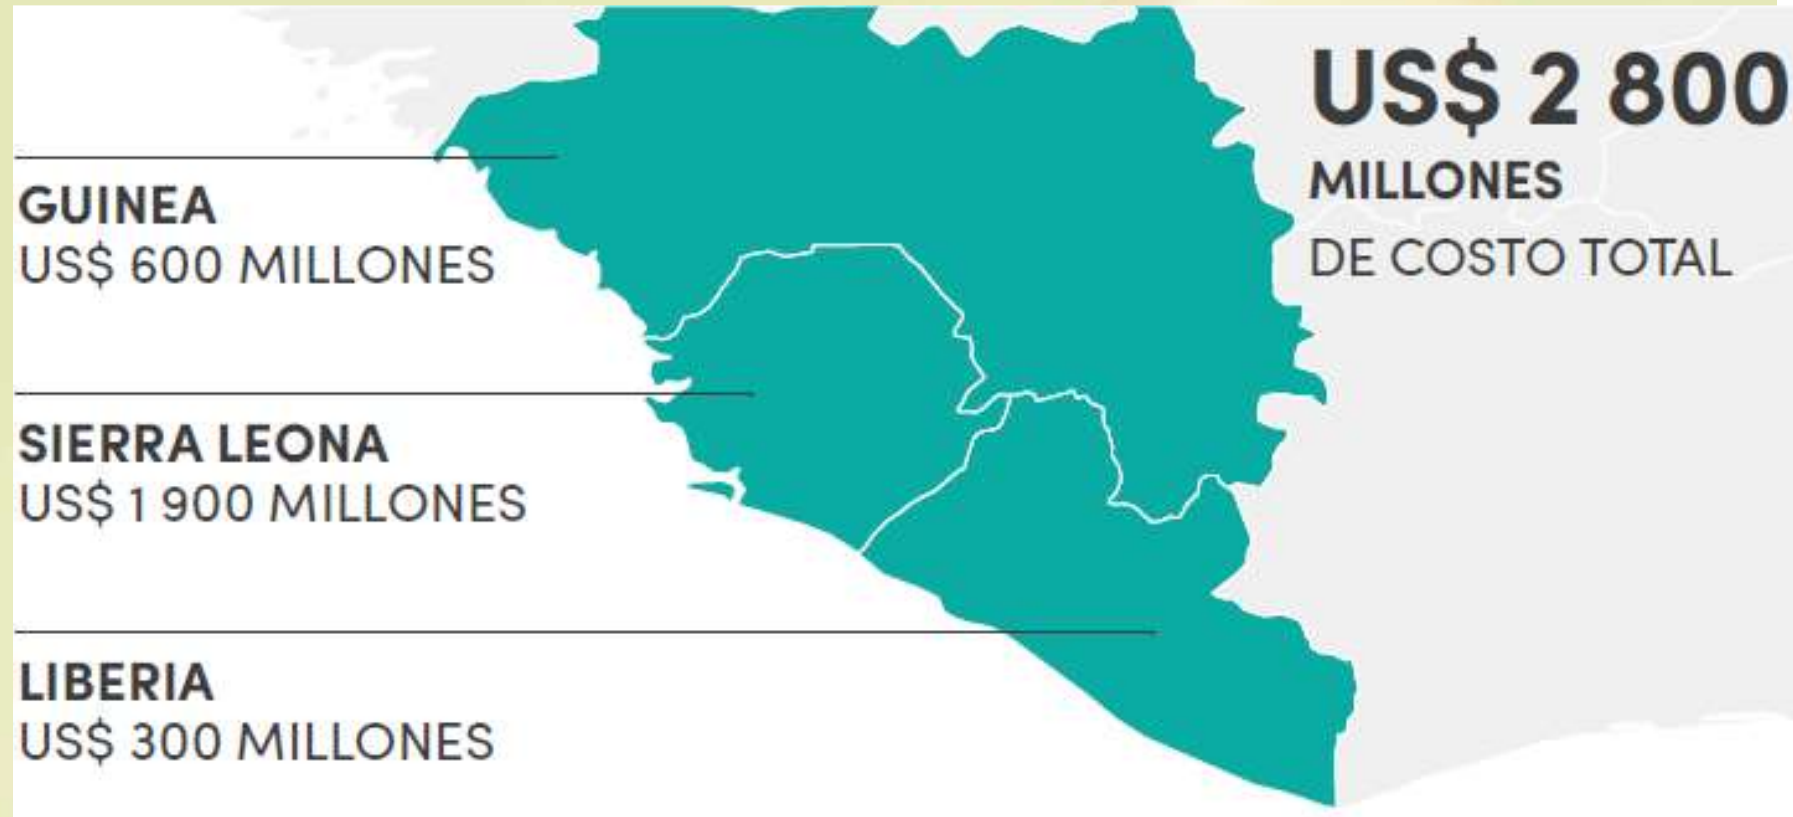 US$ 2 800
MILLONES
DE COSTO TOTAL
GUINEA
US$ 600 MILLONES
SIERRA LEONA
US$ 1 900 MILLONES
LIBERIA
US$ 300 MILLONES